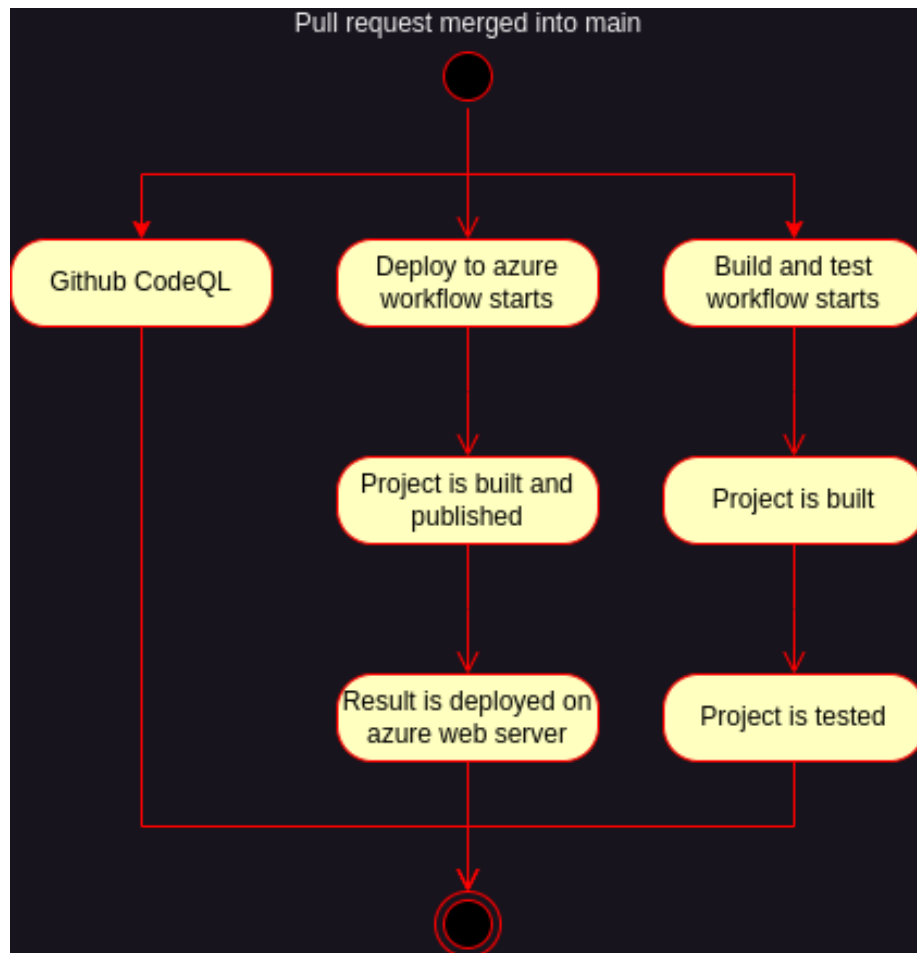 Pull request merged into main
Github CodeQL
Deploy to azure
workflow starts
Build and test
workflow starts
Project is built and
published
Project is built
Result is deployed on
azure web server
Project is tested